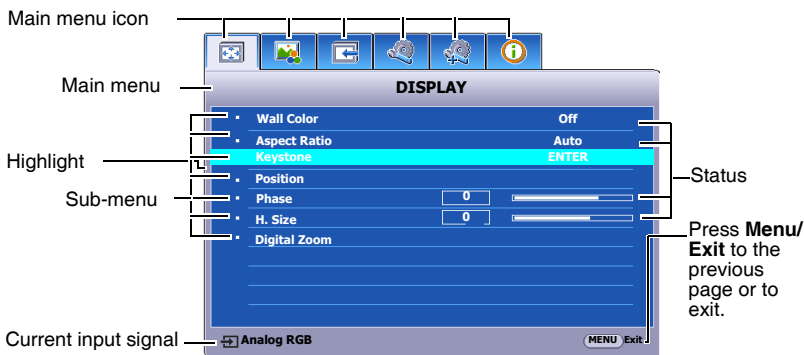 Main menu icon
Main menu
DISPLAY
Wall Color Off
Aspect Ratio Auto
Highlight
Keystone ENTER
Position
Status
Sub-menu
Phase 0
H. Size 0
Digital Zoom
Press Menu/
Exit to the
previous
page or to
exit.
Current input signal
Analog RGB
MENU Exit